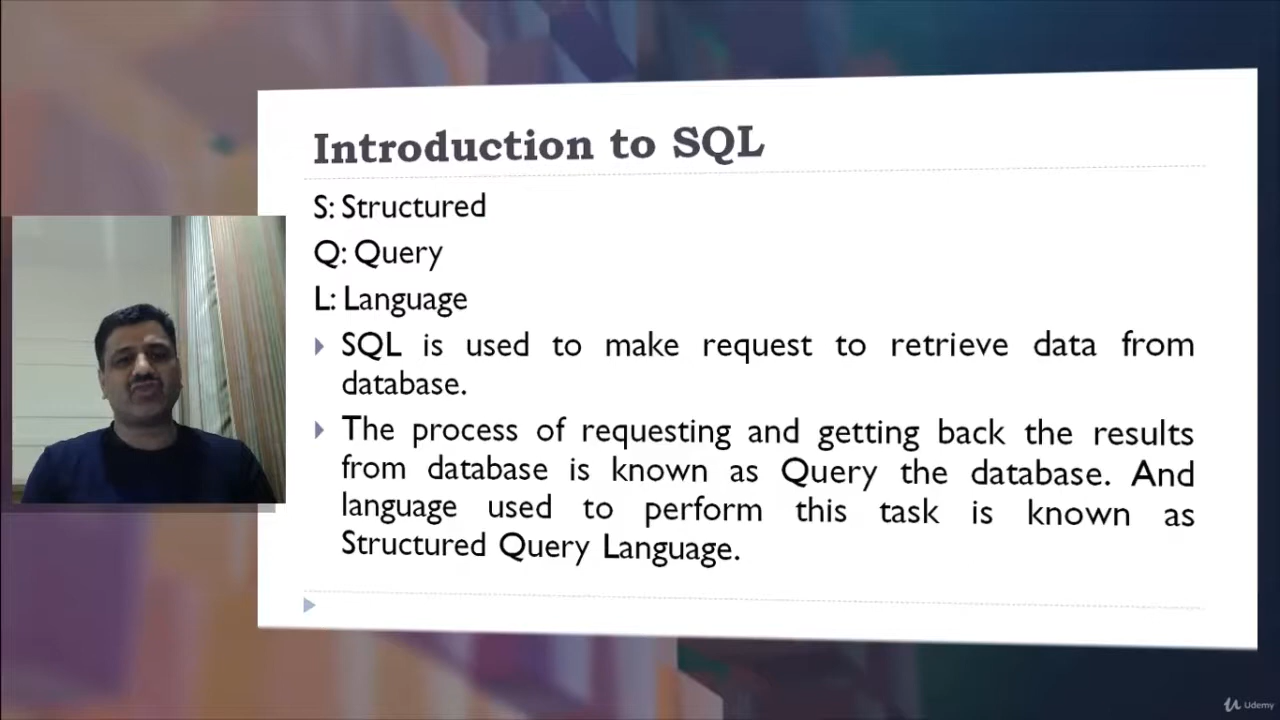 Introduction to SQL
S: Structured
Q: Query
L: Language
SQL is used to make request to retrieve data from
database.
The process of requesting and getting back the results
from database is known as Query the database. And
language used to perform this task is known as
Structured Query Language.
Udemy